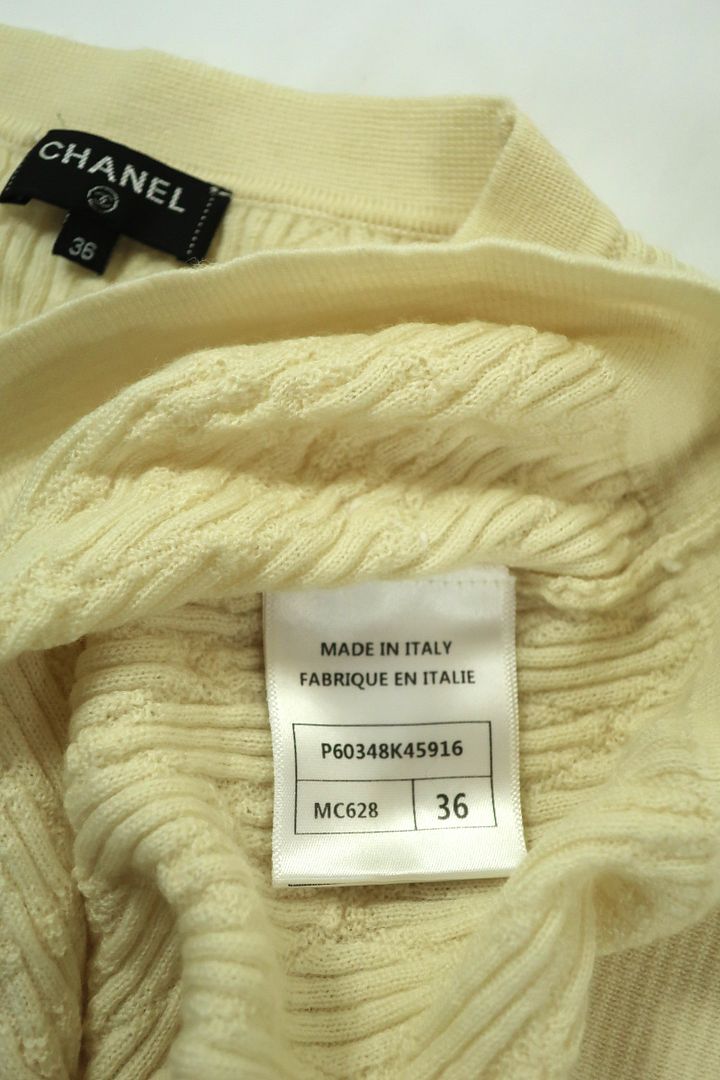 CHANEL
36
MADE IN ITALY
FABRIQUE EN ITALIE
P60348K45916
MC628 36